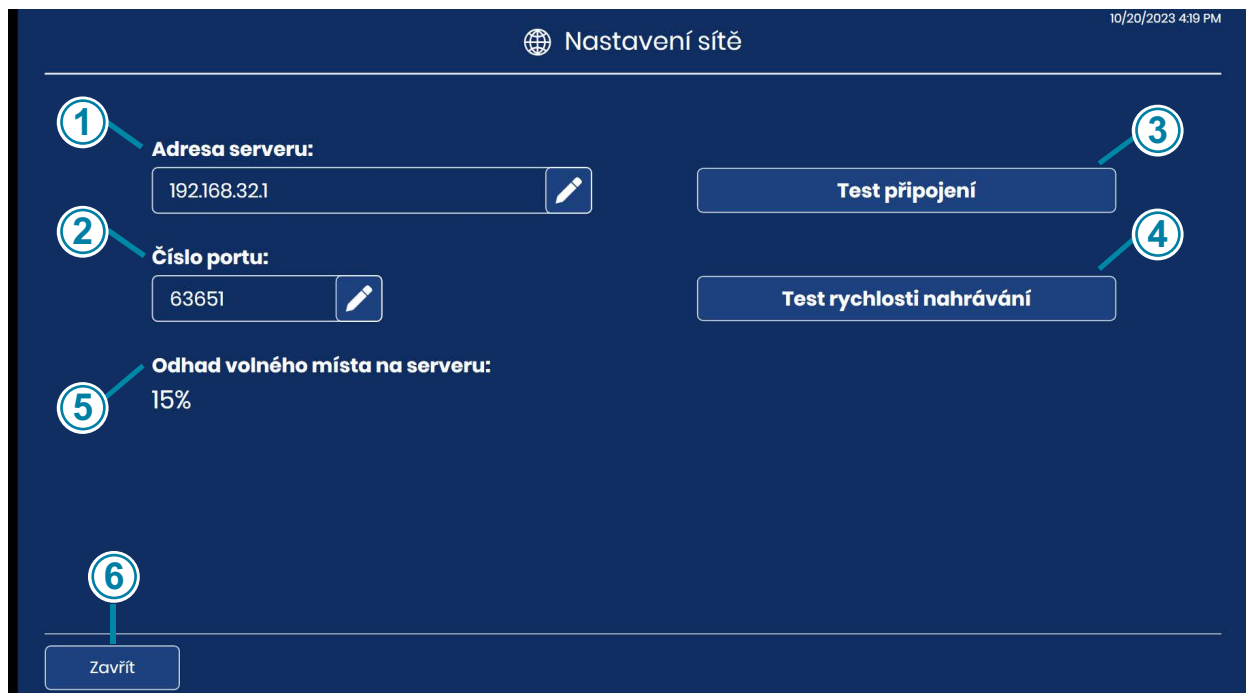 10/20/2023 4:19 PM
Nastavení sítě
1
Adresa serveru:
192.168.32.1
3
Test připojení
2
Číslo portu:
63651
4
Test rychlosti nahrávání
5
Odhad volného místa na serveru:
15%
6
Zavřít